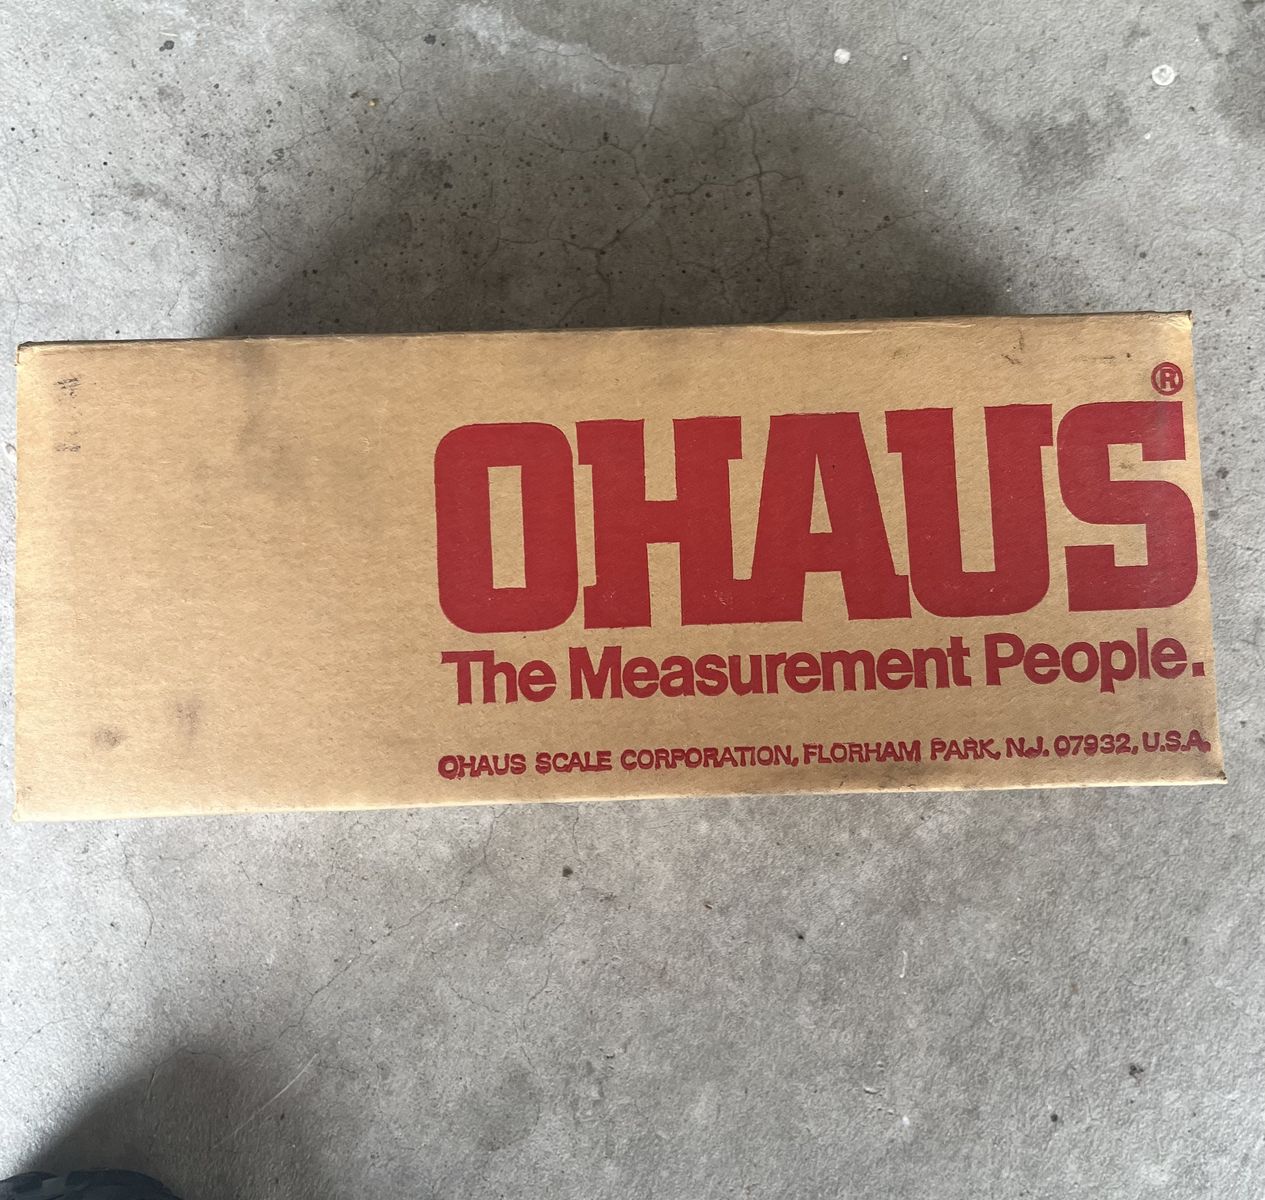 OHAUS®
The Measurement People.
OHAUS SCALE CORPORATION, FLORHAM PARK, N.J. 07932, U.S.A.